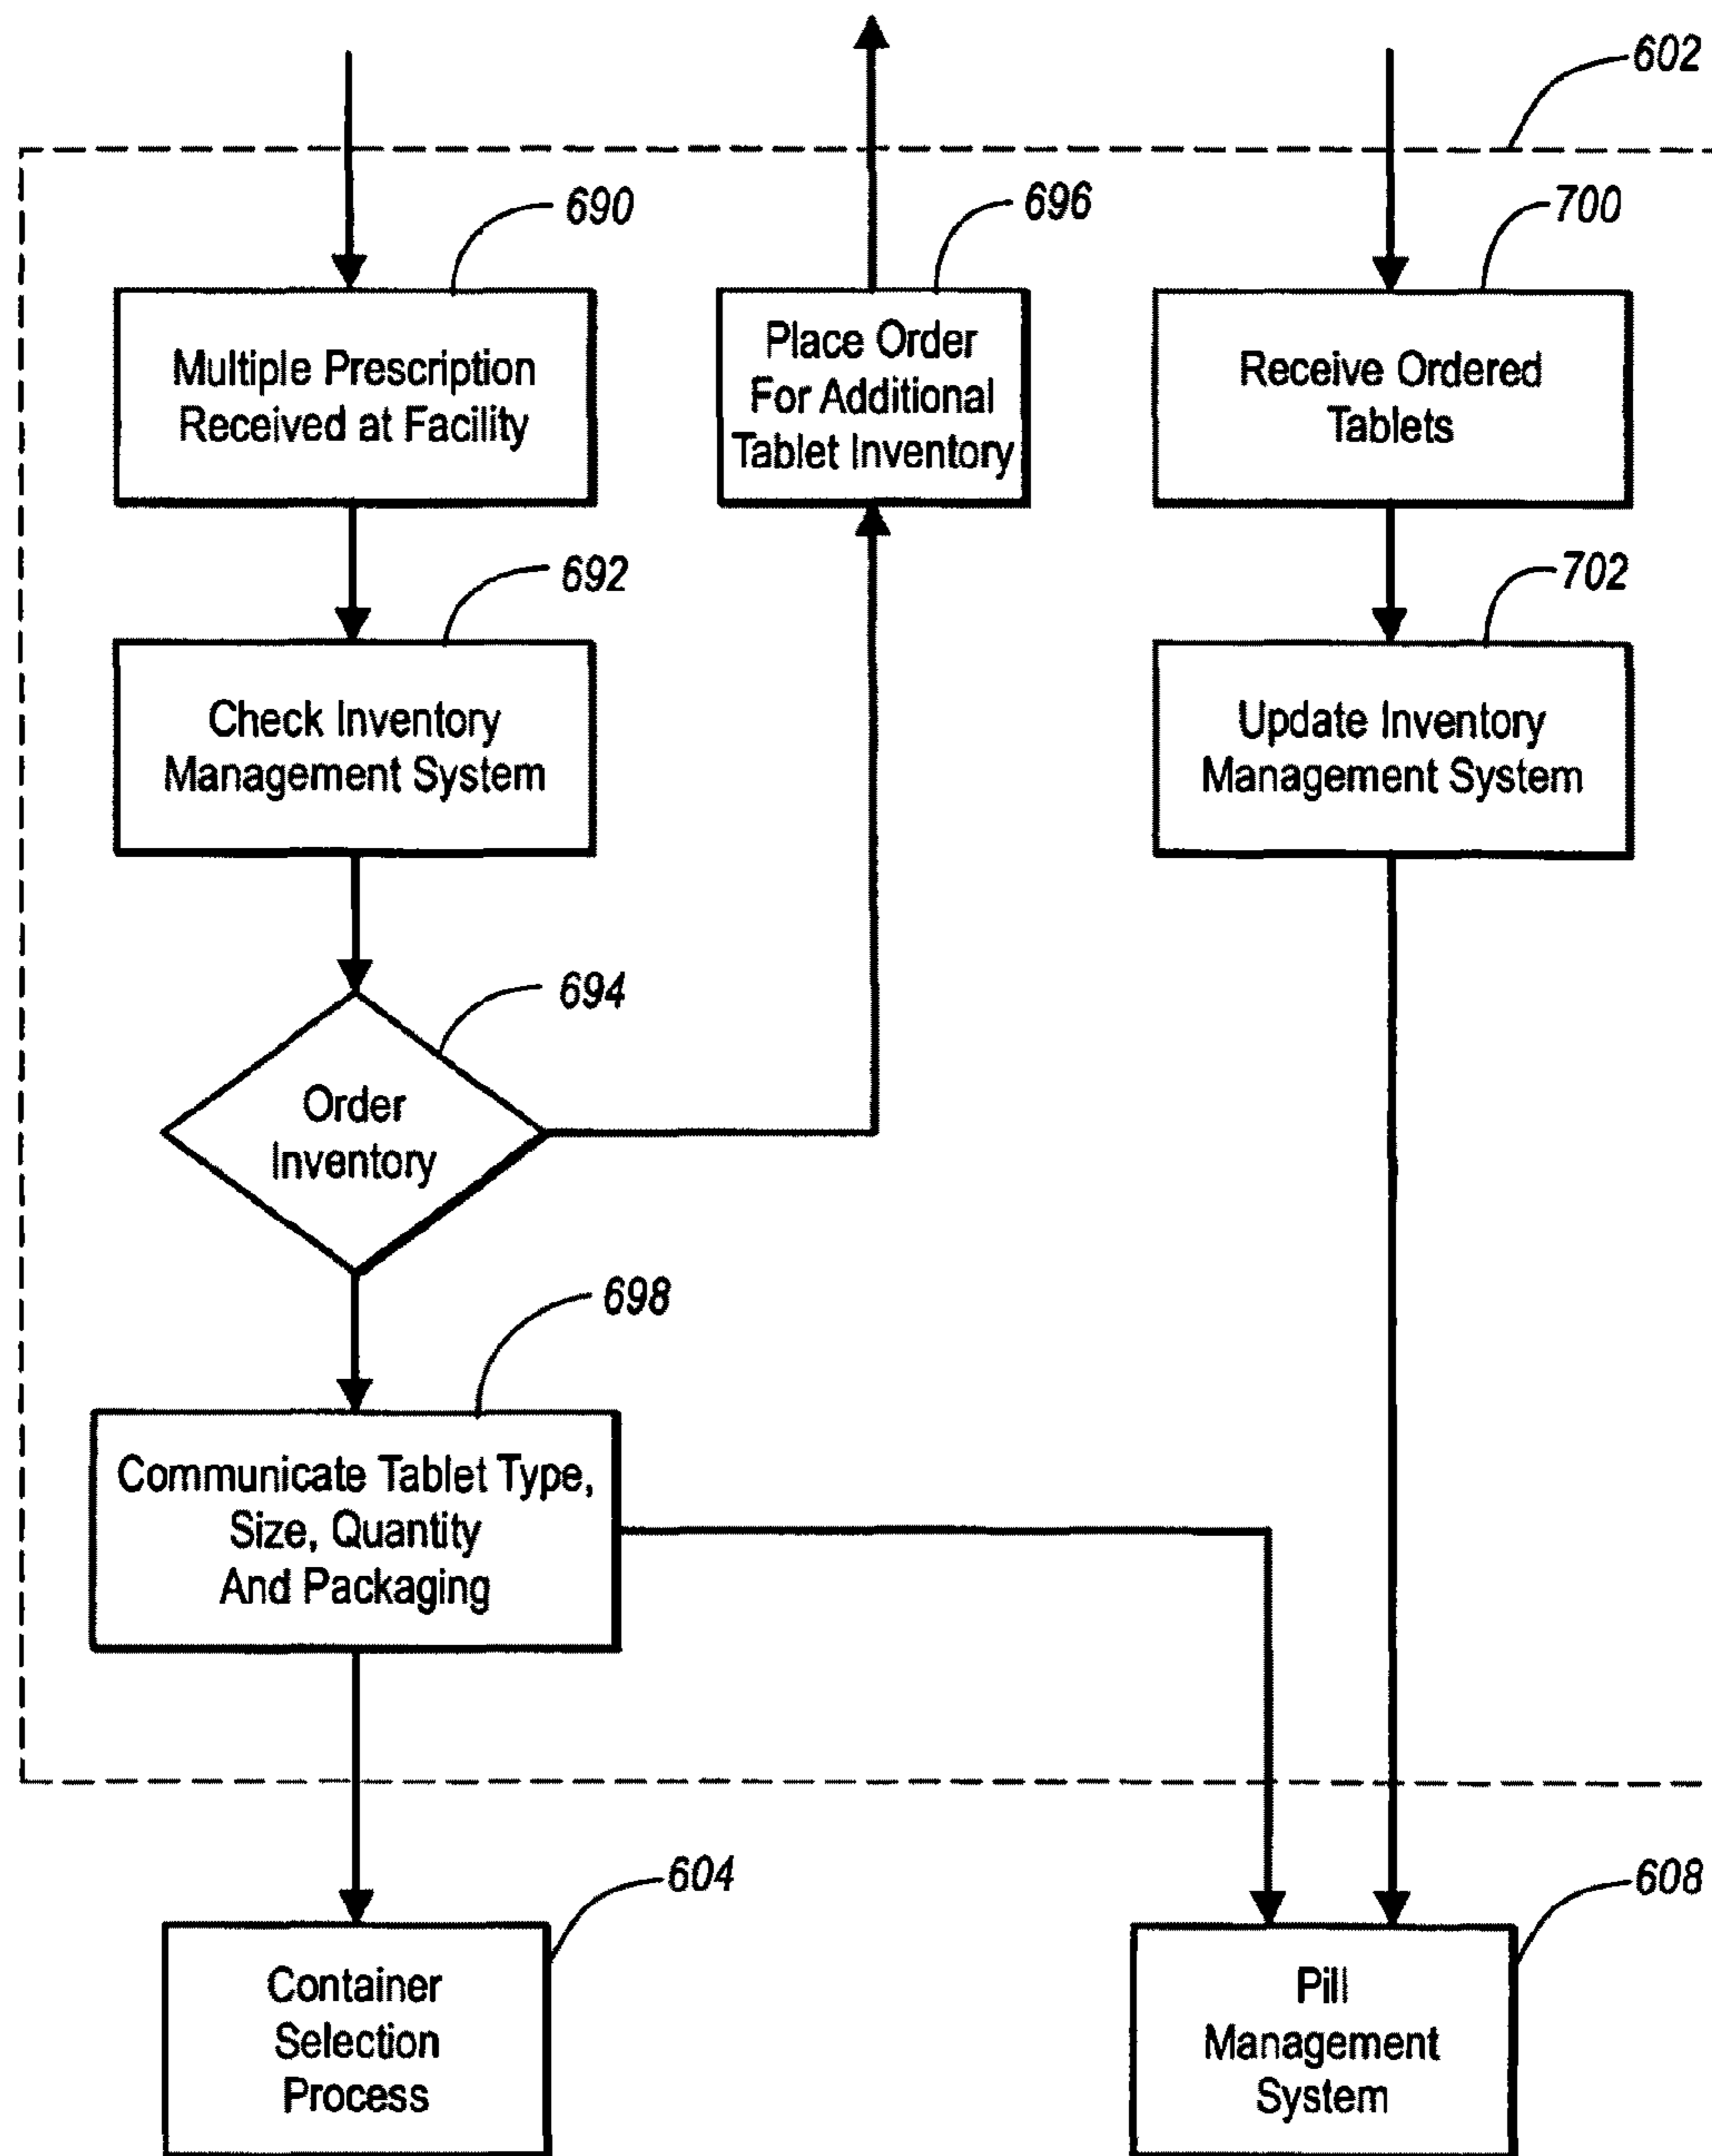 602
690
Multiple Prescription
Received at Facility
696
Place Order
For Additional
Tablet Inventory
700
Receive Ordered
Tablets
692
Check Inventory
Management System
702
Update Inventory
Management System
694
Order
Inventory
698
Communicate Tablet Type,
Size, Quantity
And Packaging
604
Container
Selection
Process
608
Pill
Management
System